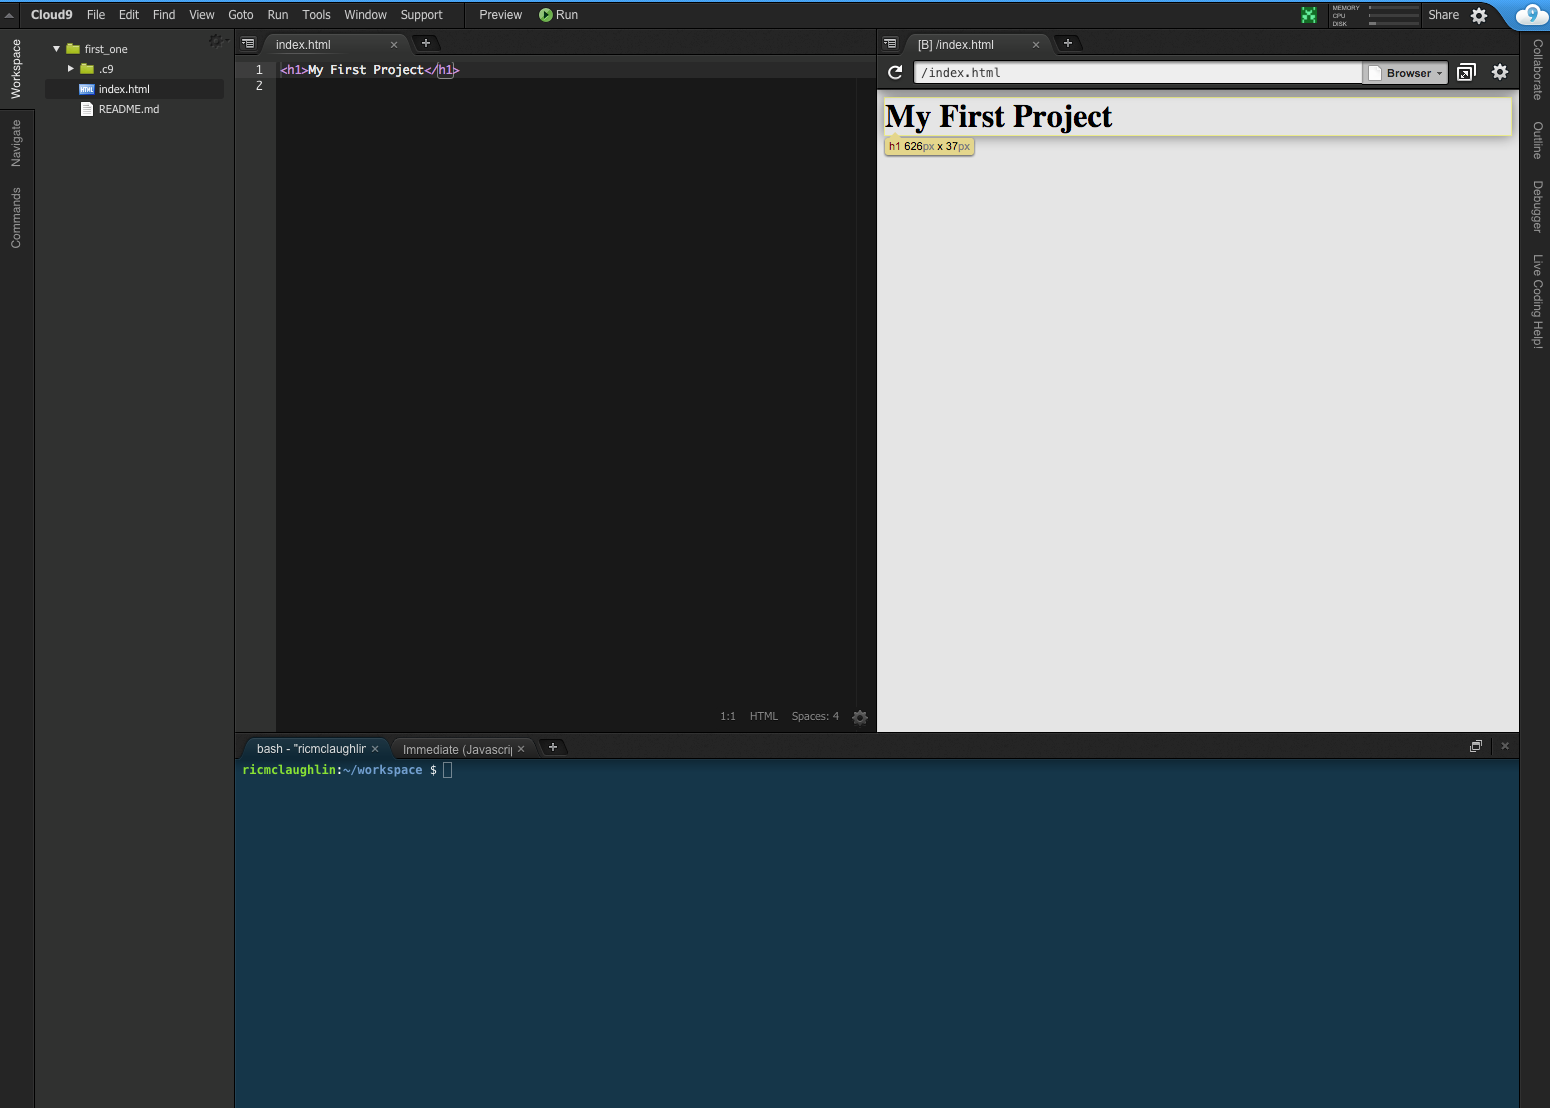 Cloud9 File Edit Find View Goto Run Tools Window Support Preview Run MEMORY CPU DISK Share 9
Workspace
Navigate
Commands
first_one
.c9
index.html
README.md
index.html
1 <h1>My First Project</h1>
2
1:1 HTML Spaces: 4
[B] /index.html
/index.html Browser
My First Project
h1 626px x 37px
Collaborate
Outline
Debugger
Live Coding Help!
bash - "ricmclaughlin Immediate (Javascrip
ricmclaughlin:~/workspace $